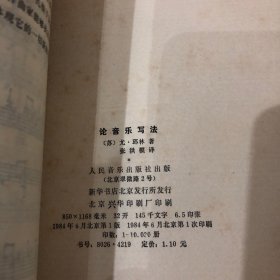 论音乐写法
〔苏〕尤·邱林 著
张洪模 译
*
人民音乐出版社出版
（北京翠微路2号）
新华书店北京发行所发行
北京兴华印刷厂印刷
850×1168毫米 32开 145千文字 6.5印张
1984年4月北京第1版 1984年6月北京第1次印刷
印数：1—10,020册
书号：8026·4219 定价：1.10元